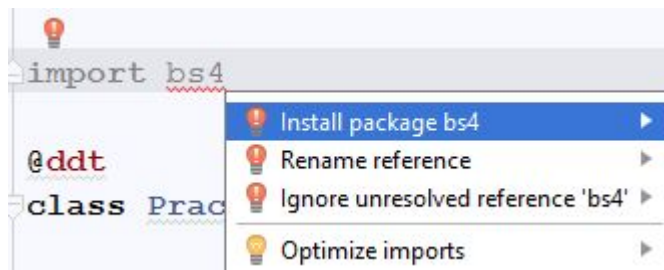 import bs4
Install package bs4
@ddt
Rename reference
class Prac
Ignore unresolved reference 'bs4'
Optimize imports